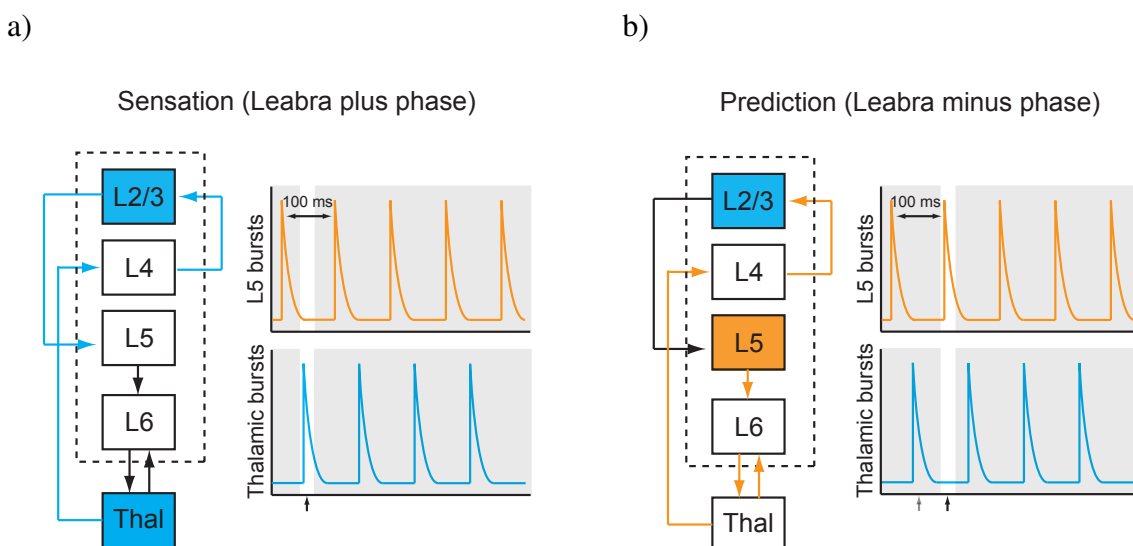 a)
Sensation (Leabra plus phase)
L2/3
L4
L5
L6
Thal
L5 bursts
100 ms
Thalamic bursts
b)
Prediction (Leabra minus phase)
L2/3
L4
L5
L6
Thal
L5 bursts
100 ms
Thalamic bursts